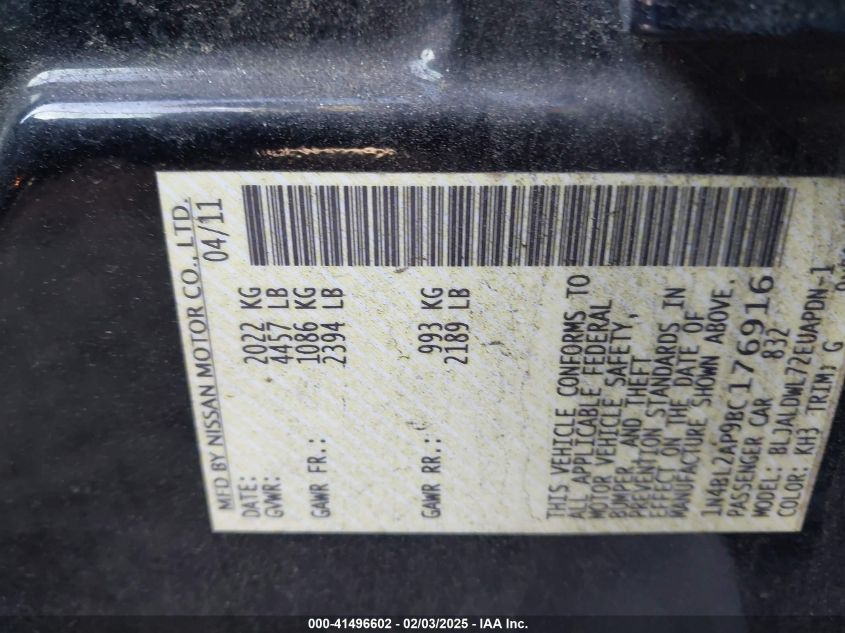 MFD BY NISSAN MOTOR CO., LTD.
DATE: 04/11
GVWR: 2022 KG
4457 LB
GAWR FR.: 1086 KG
2394 LB
GAWR RR.: 993 KG
2189 LB
THIS VEHICLE CONFORMS TO
ALL APPLICABLE FEDERAL
MOTOR VEHICLE SAFETY,
BUMPER, AND THEFT
PREVENTION STANDARDS IN
EFFECT ON THE DATE OF
MANUFACTURE SHOWN ABOVE.
1N4BL2AP9BC176916
PASSENGER CAR 832
MODEL: BLJALDWL72EUAPDN-1
COLOR: KH3 TRIM: G
000-41496602 - 02/03/2025 - IAA Inc.